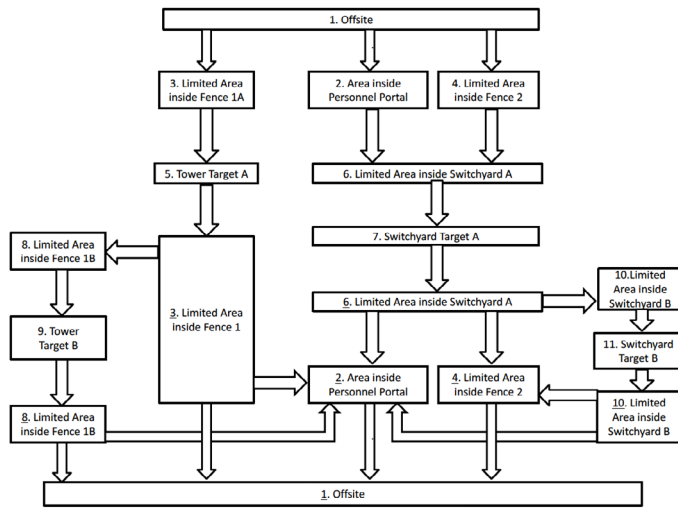 1. Offsite
3. Limited Area
inside Fence 1A
2. Area inside
Personnel Portal
4. Limited Area
inside Fence 2
5. Tower Target A
6. Limited Area inside Switchyard A
7. Switchyard Target A
8. Limited Area
inside Fence 1B
3. Limited Area
inside Fence 1
6. Limited Area inside Switchyard A
10.Limited
Area inside
Switchyard B
9. Tower
Target B
11. Switchyard
Target B
2. Area inside
Personnel Portal
4. Limited Area
inside Fence 2
8. Limited Area
inside Fence 1B
10. Limited
Area inside
Switchyard B
1. Offsite